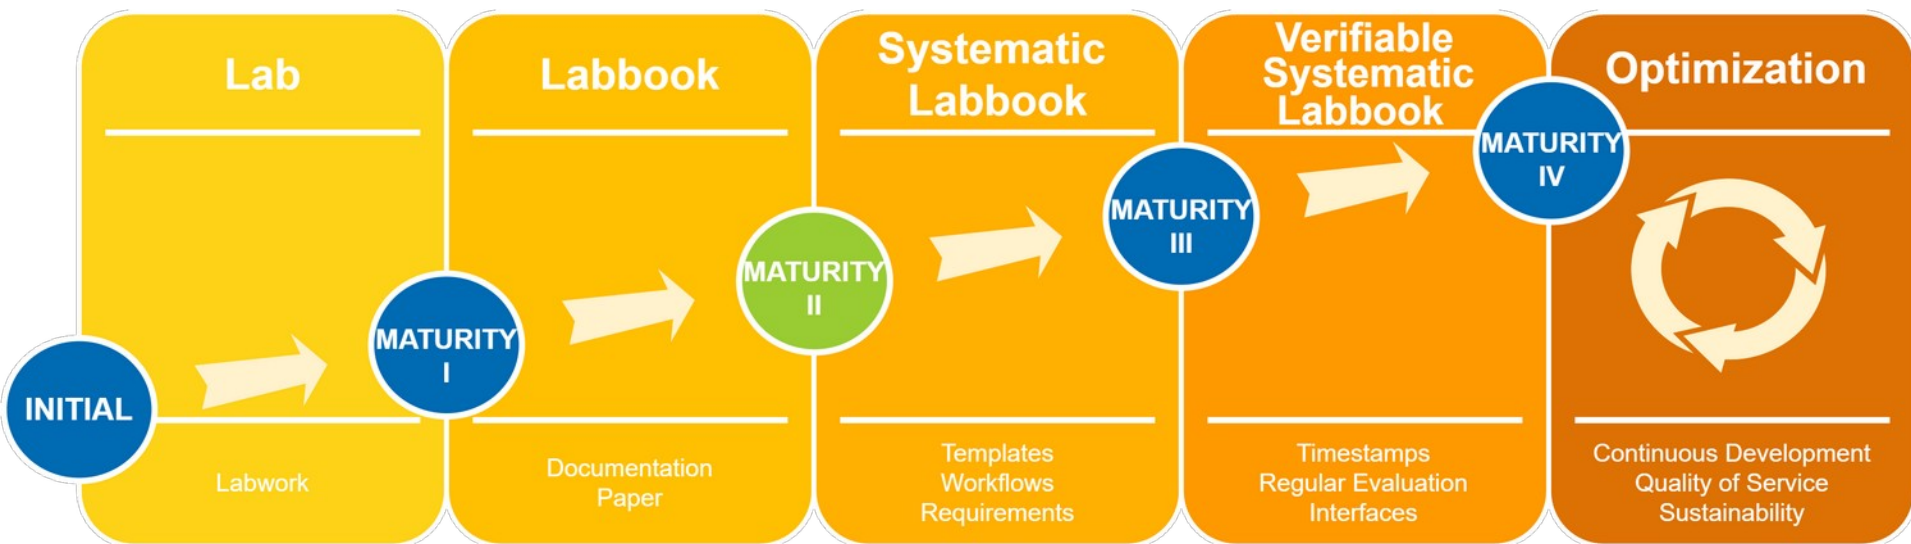 Lab
Labbook
Systematic
Labbook
Verifiable
Systematic
Labbook
Optimization
INITIAL
MATURITY
I
MATURITY
II
MATURITY
III
MATURITY
IV
Labwork
Documentation
Paper
Templates
Workflows
Requirements
Timestamps
Regular Evaluation
Interfaces
Continuous Development
Quality of Service
Sustainability